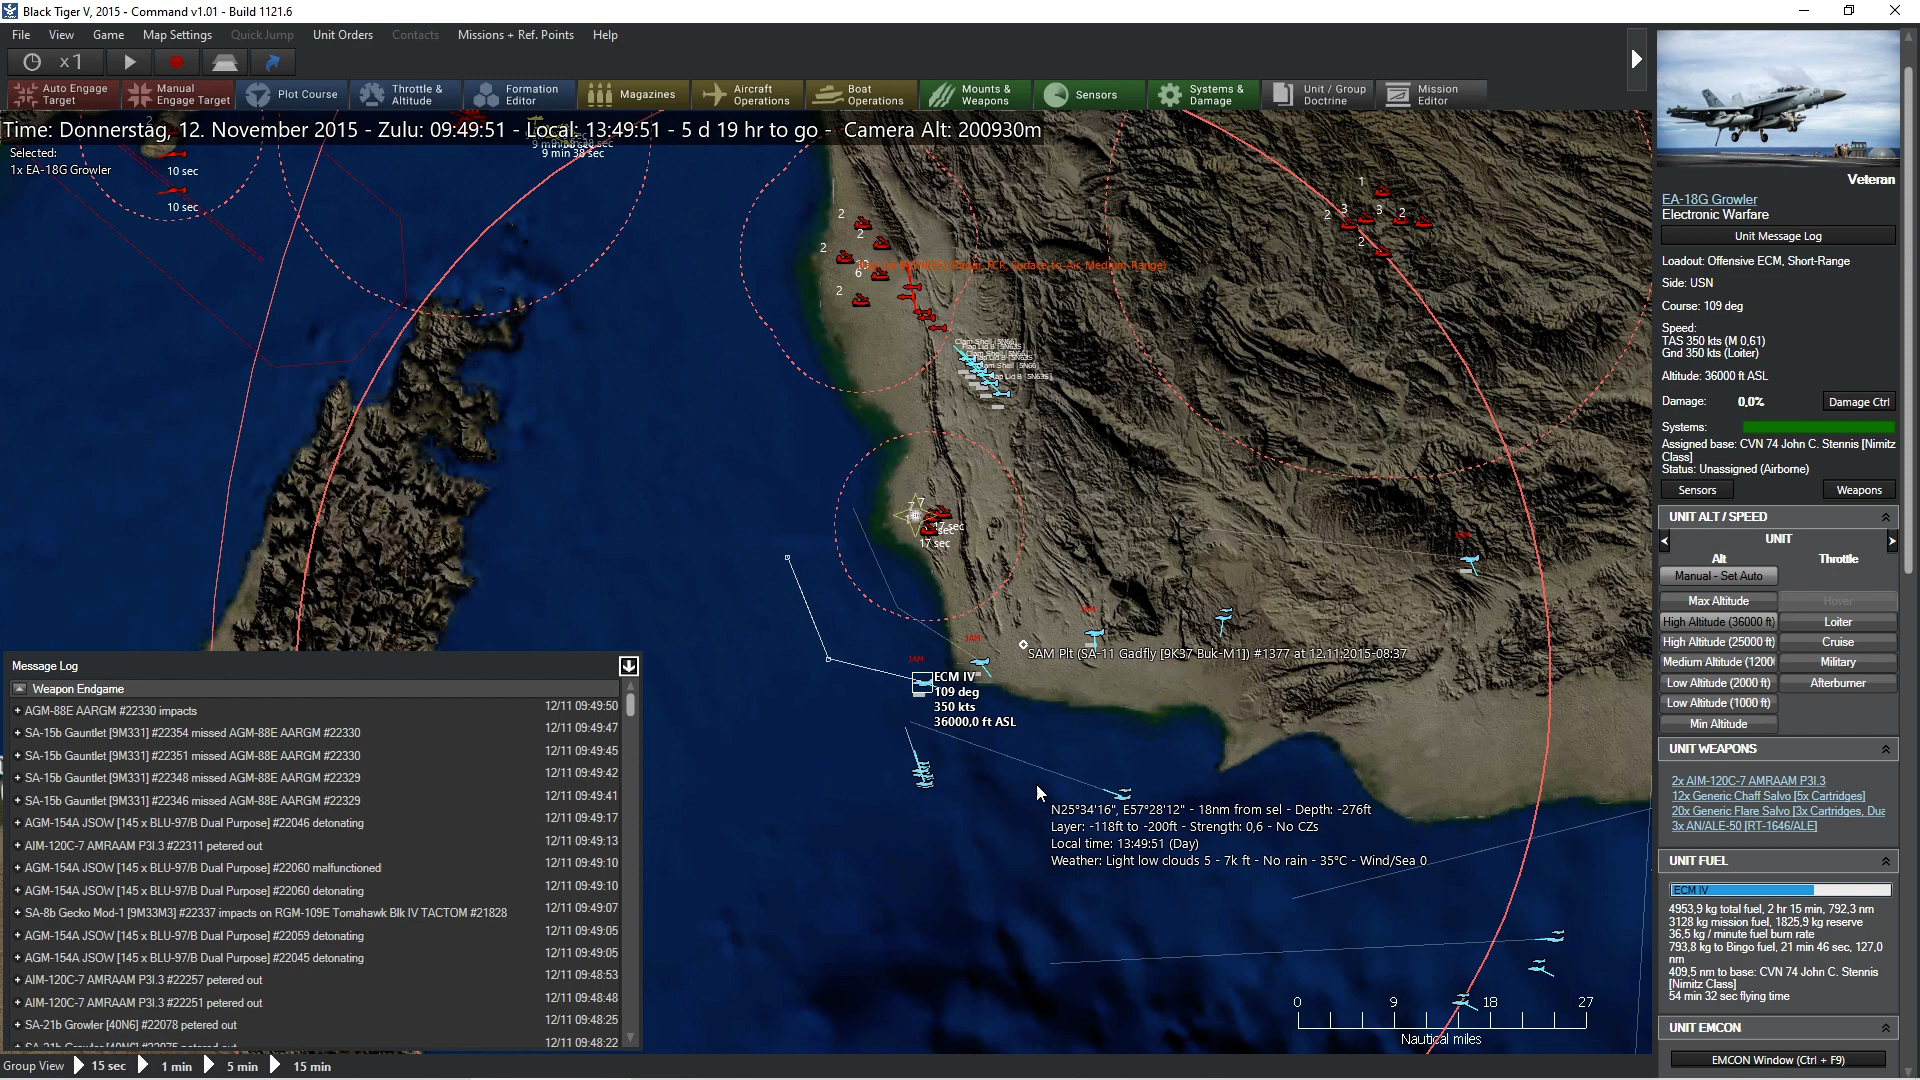 Black Tiger V, 2015 - Command v1.01 - Build 1121.6
File View Game Map Settings Quick Jump Unit Orders Contacts Missions + Ref. Points Help
x1
Auto Engage Target
Manual Engage Target
Plot Course
Throttle & Altitude
Formation Editor
Magazines
Aircraft Operations
Boat Operations
Mounts & Weapons
Sensors
Systems & Damage
Unit / Group Doctrine
Mission Editor
Time: Donnerstag, 12. November 2015 - Zulu: 09:49:51 - Local: 13:49:51 - 5 d 19 hr to go - Camera Alt: 200930m
Selected:
1x EA-18G Growler
2
10 sec
10 sec
9 min 38 sec
2
2
2
6
2
1
2
3
3
2
2
7
17 sec
sec
17 sec
JAM
JAM
JAM
JAM
SAM Plt (SA-11 Gadfly [9K37 Buk-M1]) #1377 at 12.11.2015-08:37
ECM IV
109 deg
350 kts
36000,0 ft ASL
N25°34'16", E57°28'12" - 18nm from sel - Depth: -276ft
Layer: -118ft to -200ft - Strength: 0,6 - No CZs
Local time: 13:49:51 (Day)
Weather: Light low clouds 5 - 7k ft - No rain - 35°C - Wind/Sea 0
0 9 18 27
Nautical miles
Message Log
Weapon Endgame
+ AGM-88E AARGM #22330 impacts 12/11 09:49:50
+ SA-15b Gauntlet [9M331] #22354 missed AGM-88E AARGM #22330 12/11 09:49:47
+ SA-15b Gauntlet [9M331] #22351 missed AGM-88E AARGM #22330 12/11 09:49:45
+ SA-15b Gauntlet [9M331] #22348 missed AGM-88E AARGM #22329 12/11 09:49:42
+ SA-15b Gauntlet [9M331] #22346 missed AGM-88E AARGM #22329 12/11 09:49:41
+ AGM-154A JSOW [145 x BLU-97/B Dual Purpose] #22046 detonating 12/11 09:49:17
+ AIM-120C-7 AMRAAM P3I.3 #22311 petered out 12/11 09:49:13
+ AGM-154A JSOW [145 x BLU-97/B Dual Purpose] #22060 malfunctioned 12/11 09:49:10
+ AGM-154A JSOW [145 x BLU-97/B Dual Purpose] #22060 detonating 12/11 09:49:10
+ SA-8b Gecko Mod-1 [9M33M3] #22337 impacts on RGM-109E Tomahawk Blk IV TACTOM #21828 12/11 09:49:07
+ AGM-154A JSOW [145 x BLU-97/B Dual Purpose] #22059 detonating 12/11 09:49:05
+ AGM-154A JSOW [145 x BLU-97/B Dual Purpose] #22045 detonating 12/11 09:49:05
+ AIM-120C-7 AMRAAM P3I.3 #22257 petered out 12/11 09:48:53
+ AIM-120C-7 AMRAAM P3I.3 #22251 petered out 12/11 09:48:48
+ SA-21b Growler [40N6] #22078 petered out 12/11 09:48:25
12/11 09:48:22
Group View 15 sec 1 min 5 min 15 min
Veteran
EA-18G Growler
Electronic Warfare
Unit Message Log
Loadout: Offensive ECM, Short-Range
Side: USN
Course: 109 deg
Speed:
TAS 350 kts (M 0,61)
Gnd 350 kts (Loiter)
Altitude: 36000 ft ASL
Damage: 0,0% Damage Ctrl
Systems:
Assigned base: CVN 74 John C. Stennis [Nimitz
Class]
Status: Unassigned (Airborne)
Sensors Weapons
UNIT ALT / SPEED
< UNIT >
Alt Throttle
Manual - Set Auto
Max Altitude Hover
High Altitude (36000 ft) Loiter
High Altitude (25000 ft) Cruise
Medium Altitude (1200 Military
Low Altitude (2000 ft) Afterburner
Low Altitude (1000 ft)
Min Altitude
UNIT WEAPONS
2x AIM-120C-7 AMRAAM P3I.3
12x Generic Chaff Salvo [5x Cartridges]
20x Generic Flare Salvo [3x Cartridges, Dua
3x AN/ALE-50 [RT-1646/ALE]
UNIT FUEL
ECM IV
4953,9 kg total fuel, 2 hr 15 min, 792,3 nm
3128 kg mission fuel, 1825,9 kg reserve
36,5 kg / minute fuel burn rate
793,8 kg to Bingo fuel, 21 min 46 sec, 127,0
nm
409,5 nm to base: CVN 74 John C. Stennis
[Nimitz Class]
54 min 32 sec flying time
UNIT EMCON
EMCON Window (Ctrl + F9)